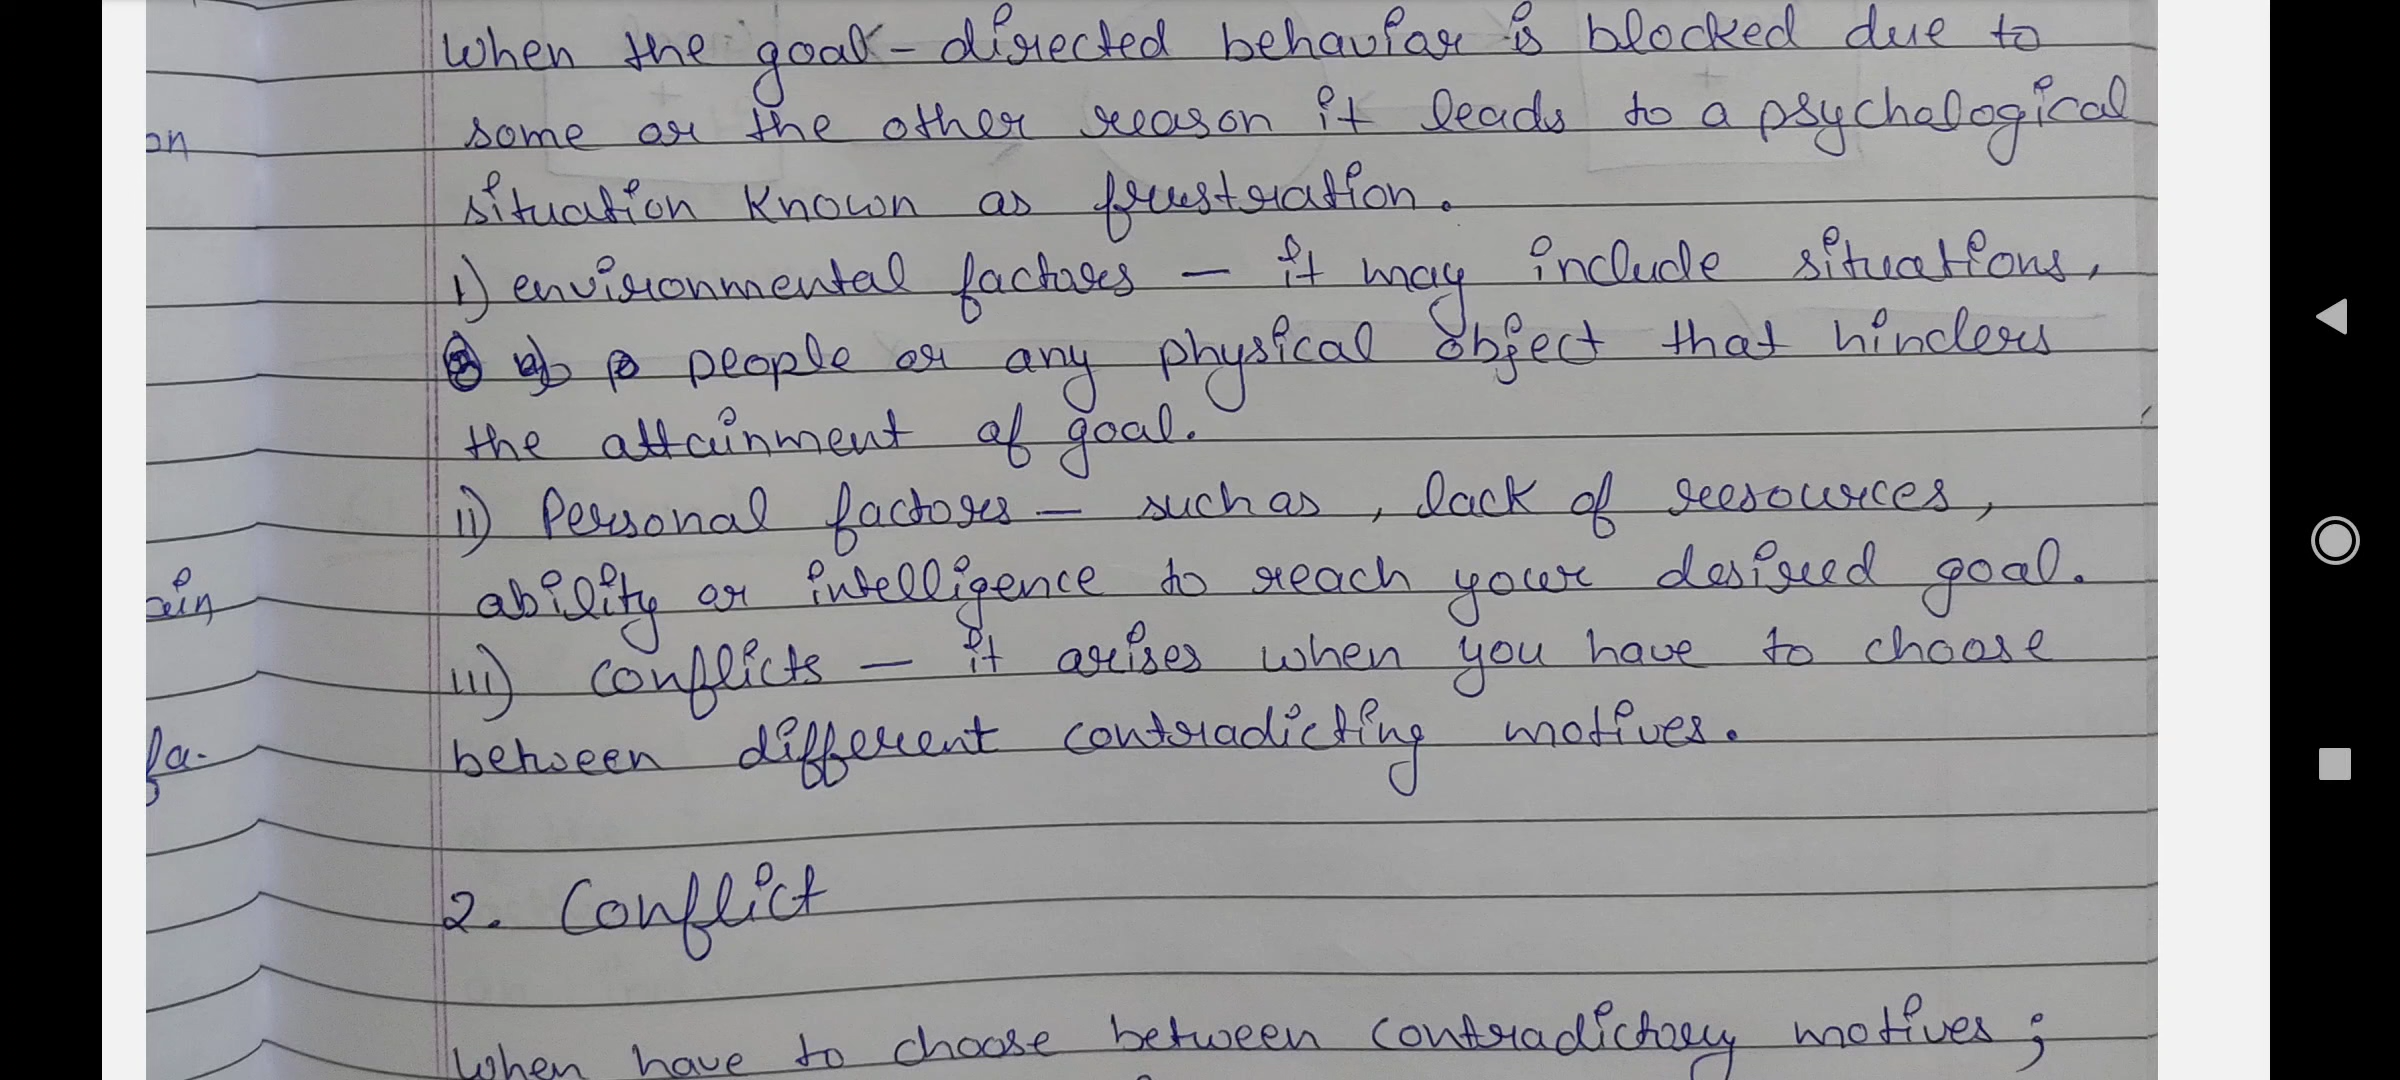 When the goal-directed behavior is blocked due to
on
some or the other reason it leads to a psychological
situation known as frustration.
i) environmental factors — it may include situations,
people or any physical object that hinders
the attainment of goal.
ii) Personal factors — such as, lack of resources,
ability or intelligence to reach your desired goal.
iii) conflicts — it arises when you have to choose
between different contradicting motives.
2. Conflict
When have to choose between contradictory motives;